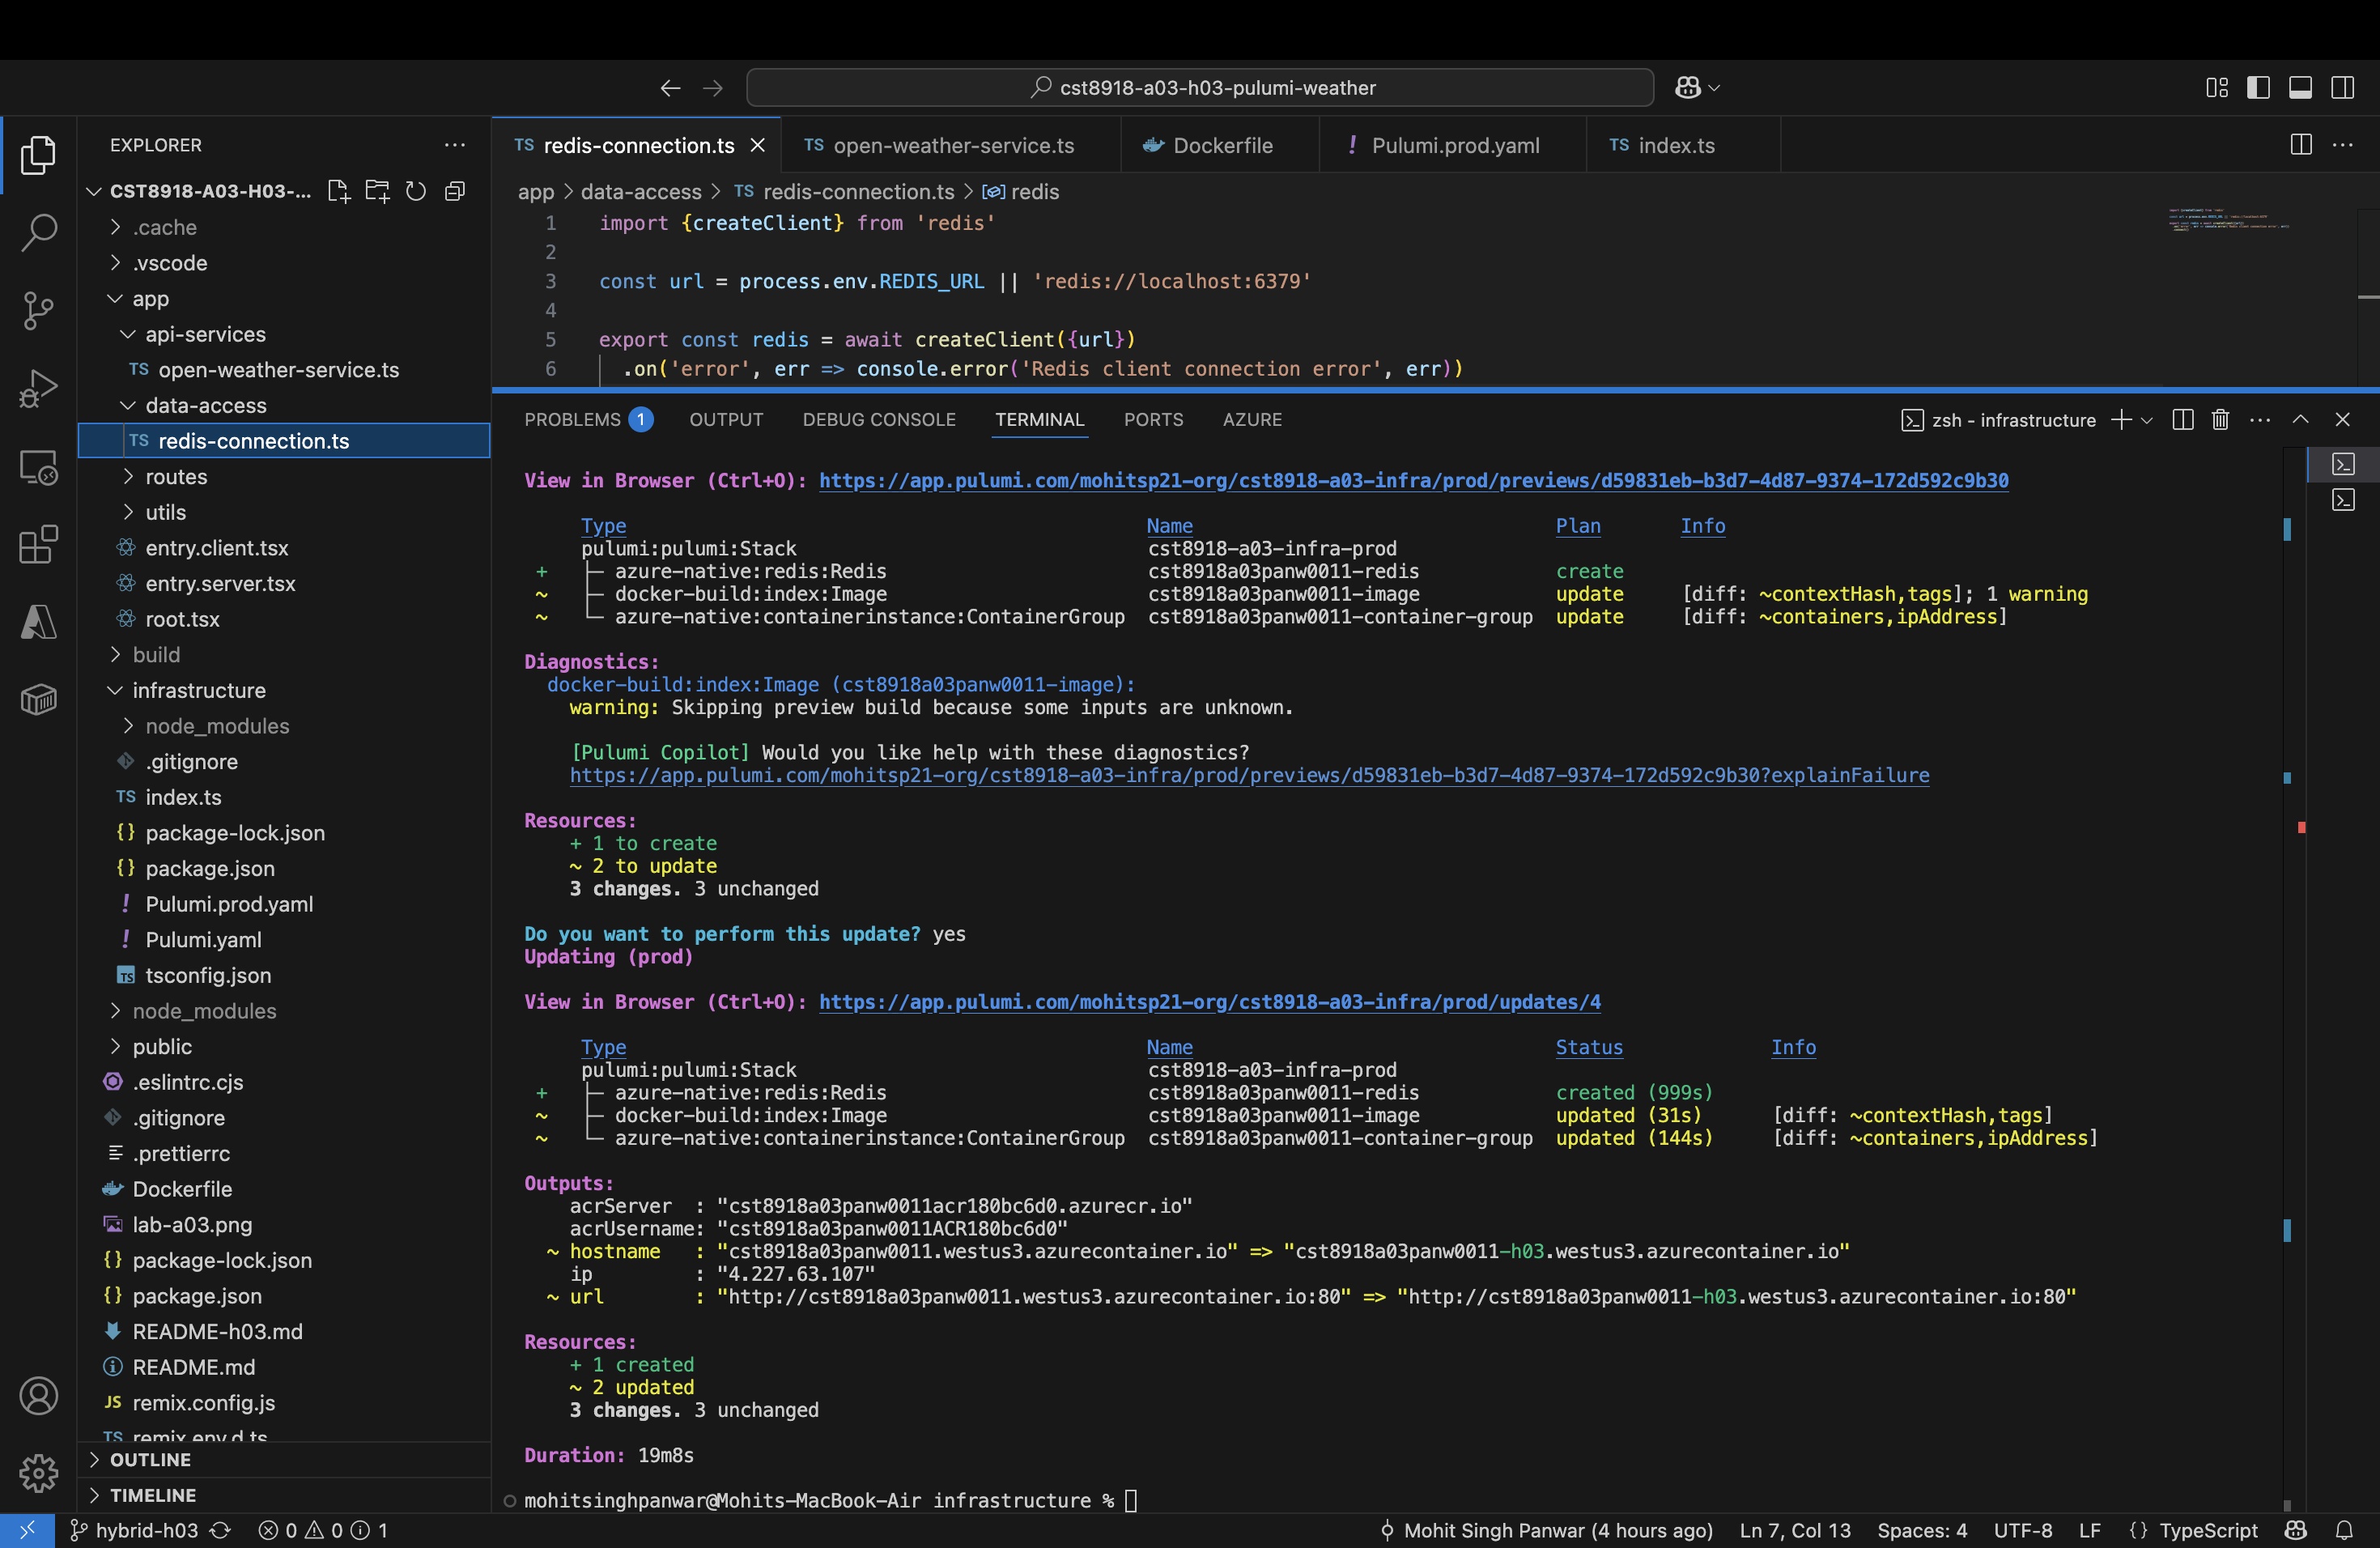 cst8918-a03-h03-pulumi-weather
EXPLORER
CST8918-A03-H03-...
.cache
.vscode
app
api-services
TS open-weather-service.ts
data-access
TS redis-connection.ts
routes
utils
entry.client.tsx
entry.server.tsx
root.tsx
build
infrastructure
node_modules
.gitignore
TS index.ts
{} package-lock.json
{} package.json
! Pulumi.prod.yaml
! Pulumi.yaml
TS tsconfig.json
node_modules
public
.eslintrc.cjs
.gitignore
.prettierrc
Dockerfile
lab-a03.png
{} package-lock.json
{} package.json
README-h03.md
README.md
JS remix.config.js
TS remix.env.d.ts
OUTLINE
TIMELINE
TS redis-connection.ts
TS open-weather-service.ts
Dockerfile
! Pulumi.prod.yaml
TS index.ts
app > data-access > TS redis-connection.ts > redis
1 import {createClient} from 'redis'
2
3 const url = process.env.REDIS_URL || 'redis://localhost:6379'
4
5 export const redis = await createClient({url})
6 .on('error', err => console.error('Redis client connection error', err))
PROBLEMS 1 OUTPUT DEBUG CONSOLE TERMINAL PORTS AZURE
zsh - infrastructure
View in Browser (Ctrl+O): https://app.pulumi.com/mohitsp21-org/cst8918-a03-infra/prod/previews/d59831eb-b3d7-4d87-9374-172d592c9b30
Type Name Plan Info
pulumi:pulumi:Stack cst8918-a03-infra-prod
+ ├─ azure-native:redis:Redis cst8918a03panw0011-redis create
~ ├─ docker-build:index:Image cst8918a03panw0011-image update [diff: ~contextHash,tags]; 1 warning
~ └─ azure-native:containerinstance:ContainerGroup cst8918a03panw0011-container-group update [diff: ~containers,ipAddress]
Diagnostics:
docker-build:index:Image (cst8918a03panw0011-image):
warning: Skipping preview build because some inputs are unknown.
[Pulumi Copilot] Would you like help with these diagnostics?
https://app.pulumi.com/mohitsp21-org/cst8918-a03-infra/prod/previews/d59831eb-b3d7-4d87-9374-172d592c9b30?explainFailure
Resources:
+ 1 to create
~ 2 to update
3 changes. 3 unchanged
Do you want to perform this update? yes
Updating (prod)
View in Browser (Ctrl+O): https://app.pulumi.com/mohitsp21-org/cst8918-a03-infra/prod/updates/4
Type Name Status Info
pulumi:pulumi:Stack cst8918-a03-infra-prod
+ ├─ azure-native:redis:Redis cst8918a03panw0011-redis created (999s)
~ ├─ docker-build:index:Image cst8918a03panw0011-image updated (31s) [diff: ~contextHash,tags]
~ └─ azure-native:containerinstance:ContainerGroup cst8918a03panw0011-container-group updated (144s) [diff: ~containers,ipAddress]
Outputs:
acrServer : "cst8918a03panw0011acr180bc6d0.azurecr.io"
acrUsername: "cst8918a03panw0011ACR180bc6d0"
~ hostname : "cst8918a03panw0011.westus3.azurecontainer.io" => "cst8918a03panw0011-h03.westus3.azurecontainer.io"
ip : "4.227.63.107"
~ url : "http://cst8918a03panw0011.westus3.azurecontainer.io:80" => "http://cst8918a03panw0011-h03.westus3.azurecontainer.io:80"
Resources:
+ 1 created
~ 2 updated
3 changes. 3 unchanged
Duration: 19m8s
mohitsinghpanwar@Mohits-MacBook-Air infrastructure %
hybrid-h03 0 0 1 Mohit Singh Panwar (4 hours ago) Ln 7, Col 13 Spaces: 4 UTF-8 LF {} TypeScript